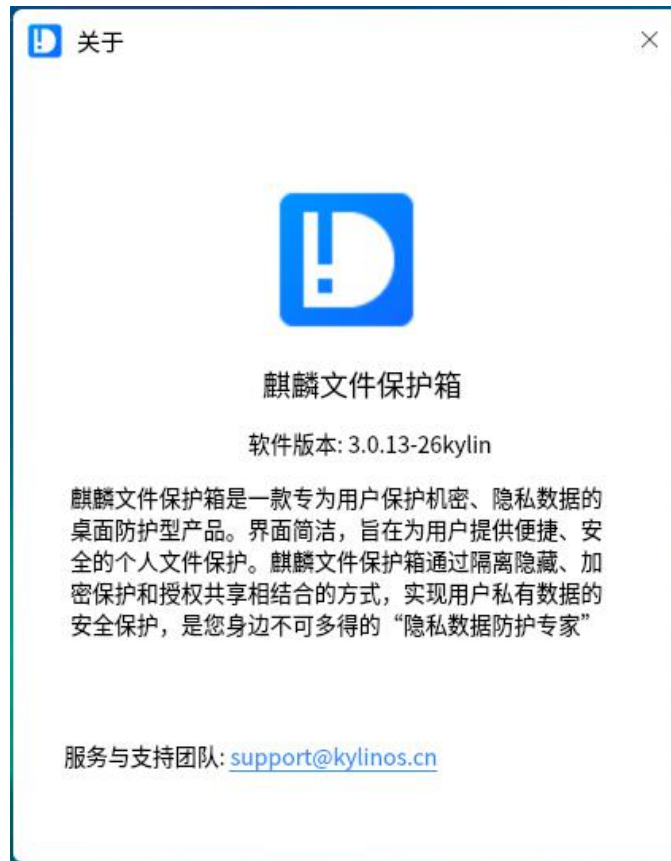 关于
麒麟文件保护箱
软件版本: 3.0.13-26kylin
麒麟文件保护箱是一款专为用户保护机密、隐私数据的
桌面防护型产品。界面简洁，旨在为用户提供便捷、安
全的个人文件保护。麒麟文件保护箱通过隔离隐藏、加
密保护和授权共享相结合的方式，实现用户私有数据的
安全保护，是您身边不可多得的“隐私数据防护专家”
服务与支持团队: support@kylinos.cn